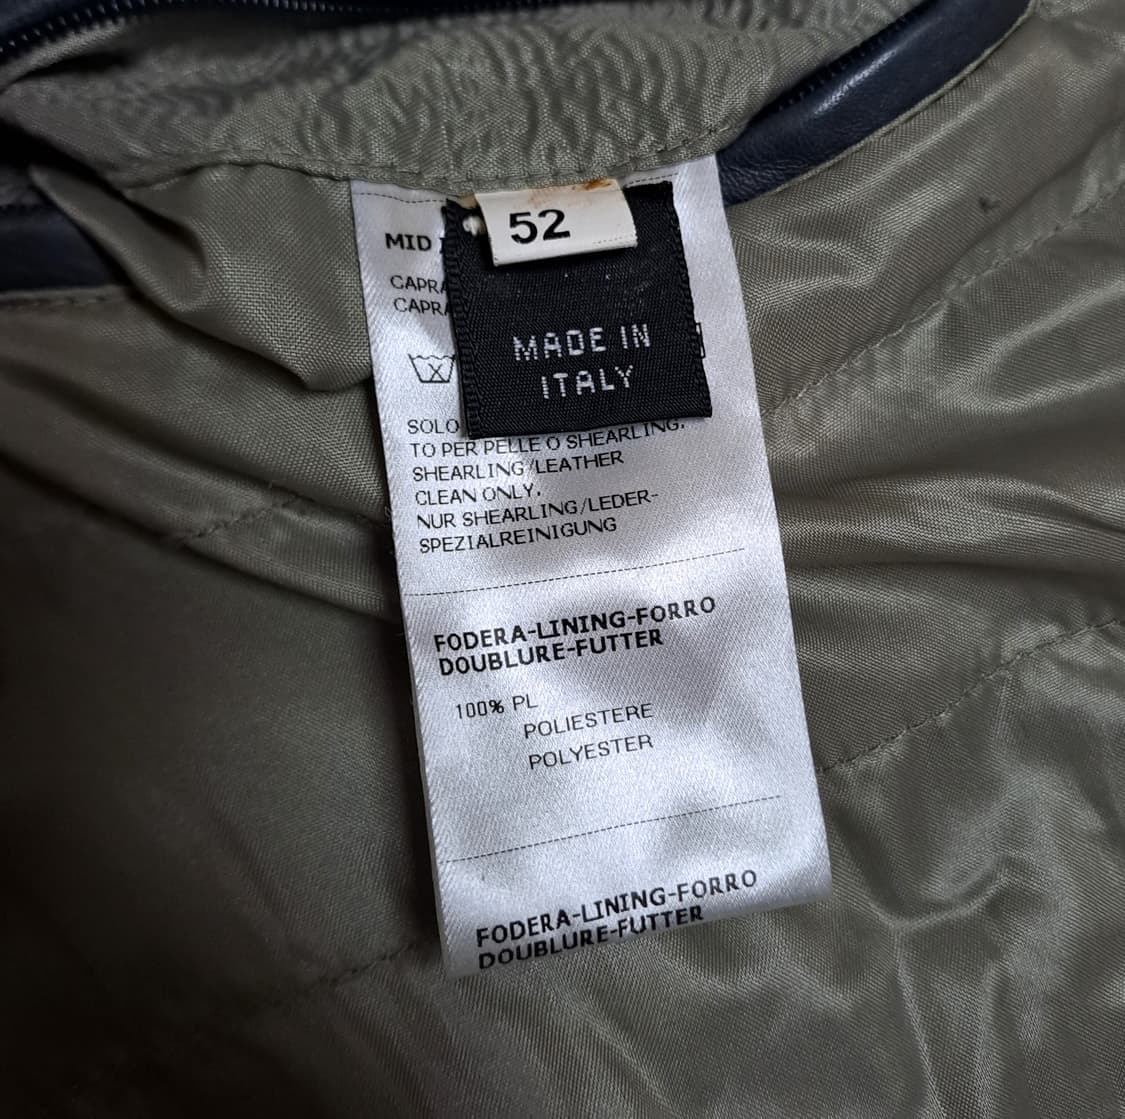 52
MADE IN
ITALY
MID
CAPRA
CAPRA
SOLO
TO PER PELLE O SHEARLING.
SHEARLING/LEATHER
CLEAN ONLY.
NUR SHEARLING/LEDER-
SPEZIALREINIGUNG
FODERA-LINING-FORRO
DOUBLURE-FUTTER
100% PL
POLIESTERE
POLYESTER
FODERA-LINING-FORRO
DOUBLURE-FUTTER